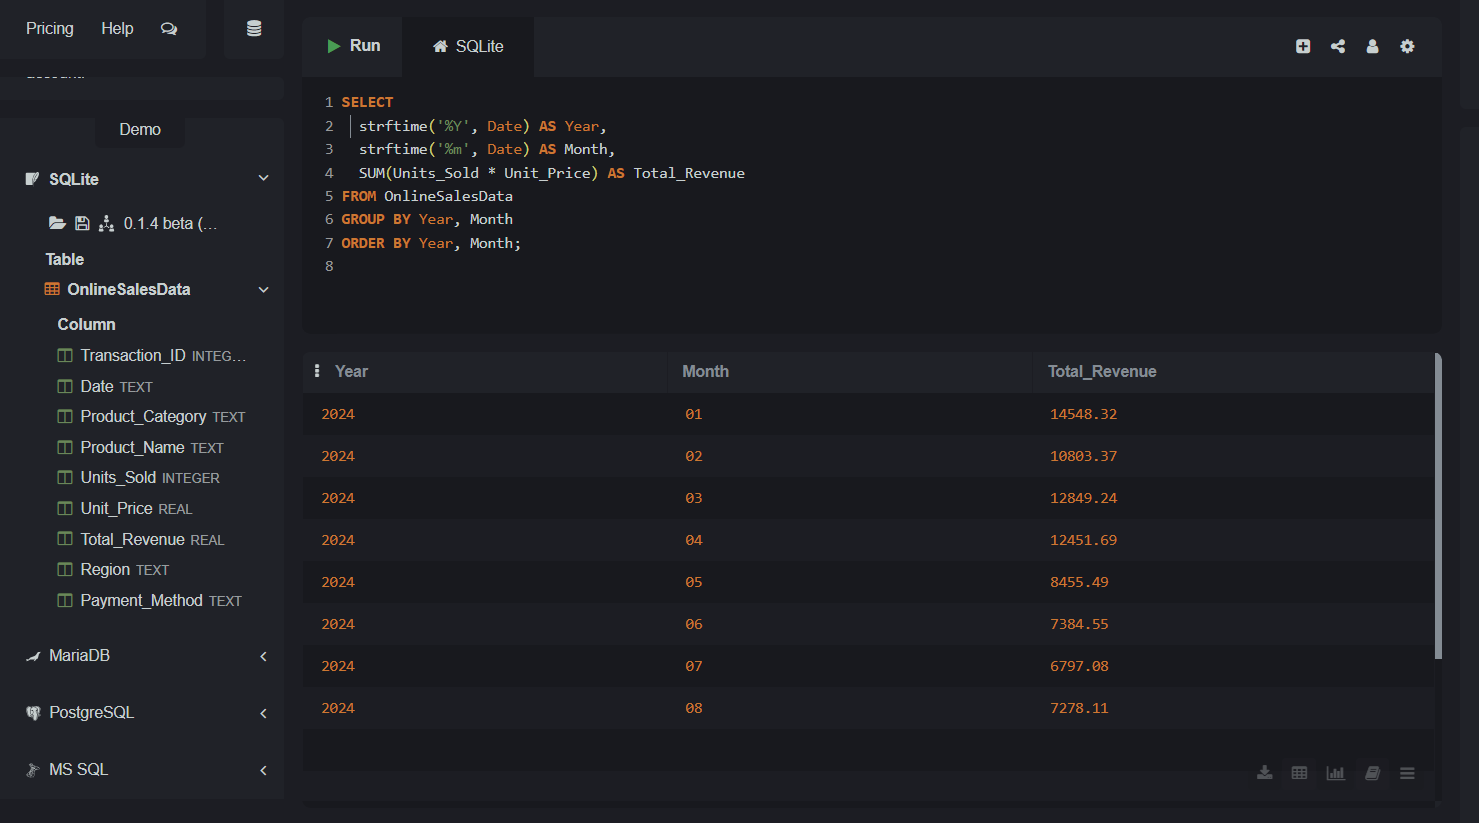 Pricing Help
Demo
SQLite
0.1.4 beta (...
Table
OnlineSalesData
Column
Transaction_ID INTEG...
Date TEXT
Product_Category TEXT
Product_Name TEXT
Units_Sold INTEGER
Unit_Price REAL
Total_Revenue REAL
Region TEXT
Payment_Method TEXT
MariaDB
PostgreSQL
MS SQL
Run SQLite
1 SELECT
2 strftime('%Y', Date) AS Year,
3 strftime('%m', Date) AS Month,
4 SUM(Units_Sold * Unit_Price) AS Total_Revenue
5 FROM OnlineSalesData
6 GROUP BY Year, Month
7 ORDER BY Year, Month;
8
Year Month Total_Revenue
2024 01 14548.32
2024 02 10803.37
2024 03 12849.24
2024 04 12451.69
2024 05 8455.49
2024 06 7384.55
2024 07 6797.08
2024 08 7278.11